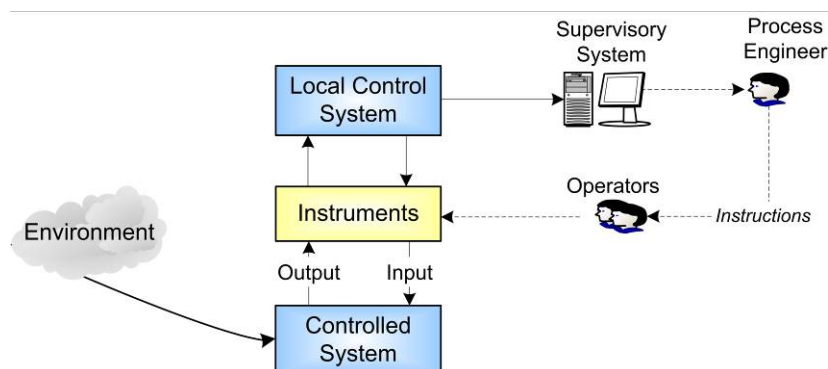 Supervisory
System
Process
Engineer
Local Control
System
Operators
Instructions
Instruments
Environment
Output
Input
Controlled
System